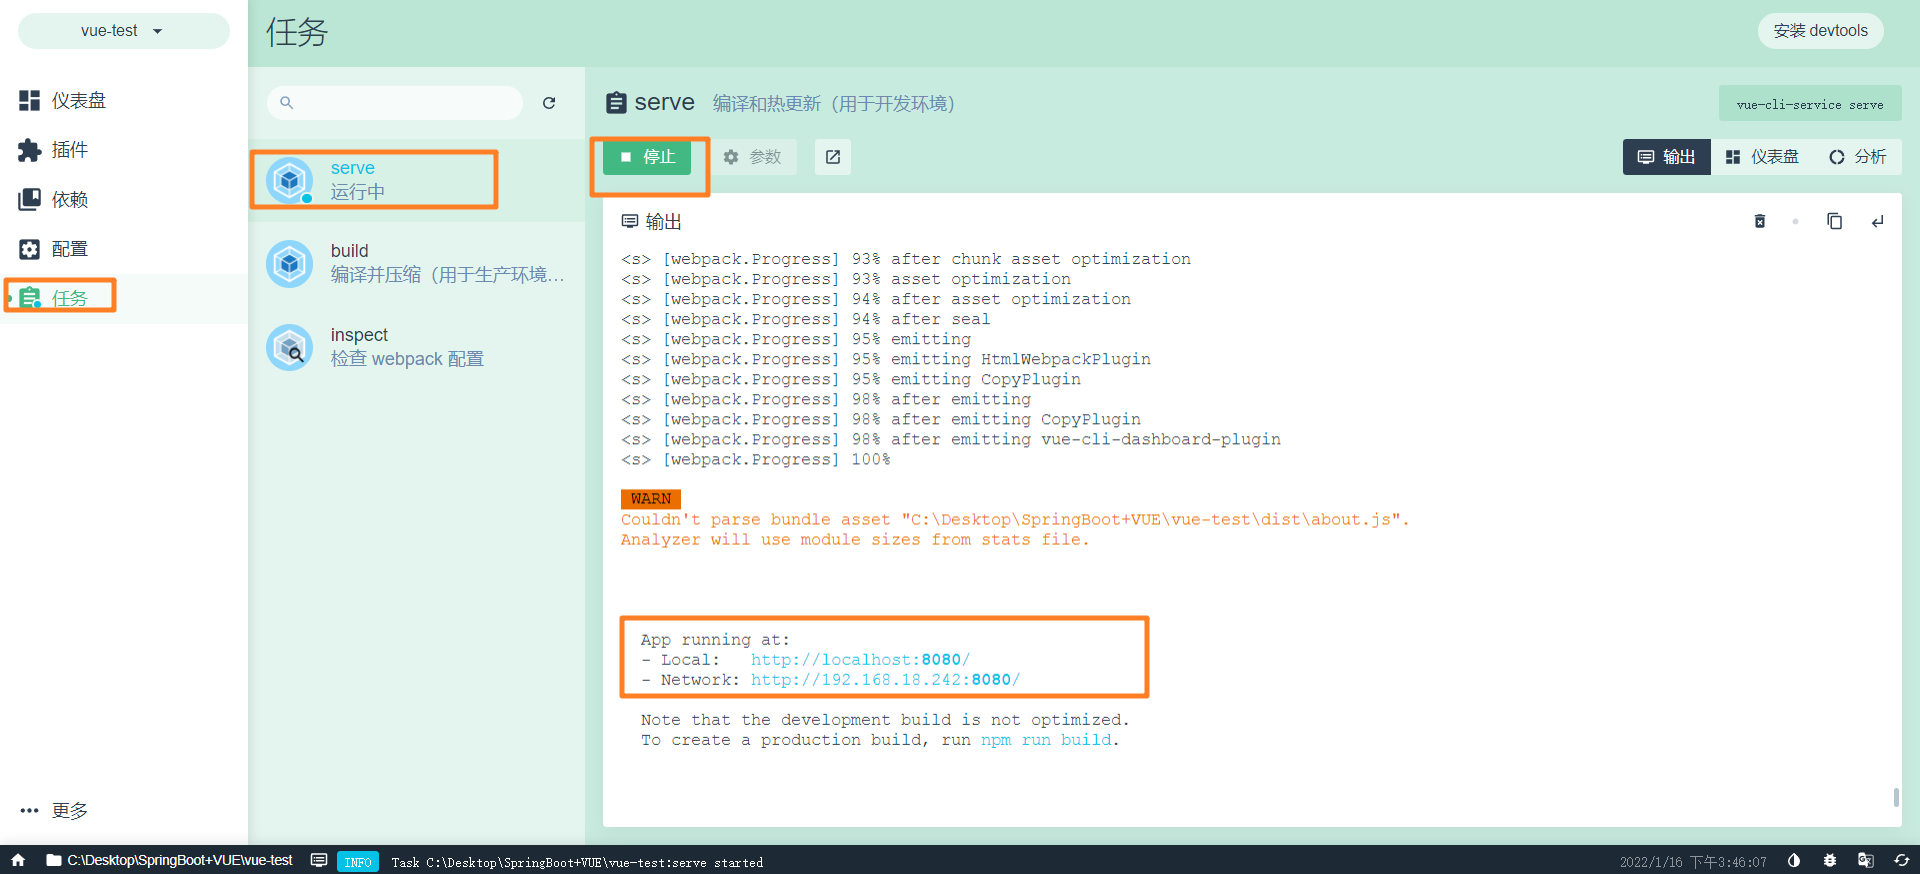 vue-test
任务
安装 devtools
仪表盘
插件
依赖
配置
任务
更多
serve
运行中
build
编译并压缩（用于生产环境…
inspect
检查 webpack 配置
serve 编译和热更新（用于开发环境）
vue-cli-service serve
停止
参数
输出
仪表盘
分析
输出
<s> [webpack.Progress] 93% after chunk asset optimization
<s> [webpack.Progress] 93% asset optimization
<s> [webpack.Progress] 94% after asset optimization
<s> [webpack.Progress] 94% after seal
<s> [webpack.Progress] 95% emitting
<s> [webpack.Progress] 95% emitting HtmlWebpackPlugin
<s> [webpack.Progress] 95% emitting CopyPlugin
<s> [webpack.Progress] 98% after emitting
<s> [webpack.Progress] 98% after emitting CopyPlugin
<s> [webpack.Progress] 98% after emitting vue-cli-dashboard-plugin
<s> [webpack.Progress] 100%
WARN
Couldn't parse bundle asset "C:\Desktop\SpringBoot+VUE\vue-test\dist\about.js".
Analyzer will use module sizes from stats file.
App running at:
- Local: http://localhost:8080/
- Network: http://192.168.18.242:8080/
Note that the development build is not optimized.
To create a production build, run npm run build.
C:\Desktop\SpringBoot+VUE\vue-test
INFO
Task C:\Desktop\SpringBoot+VUE\vue-test:serve started
2022/1/16 下午3:46:07